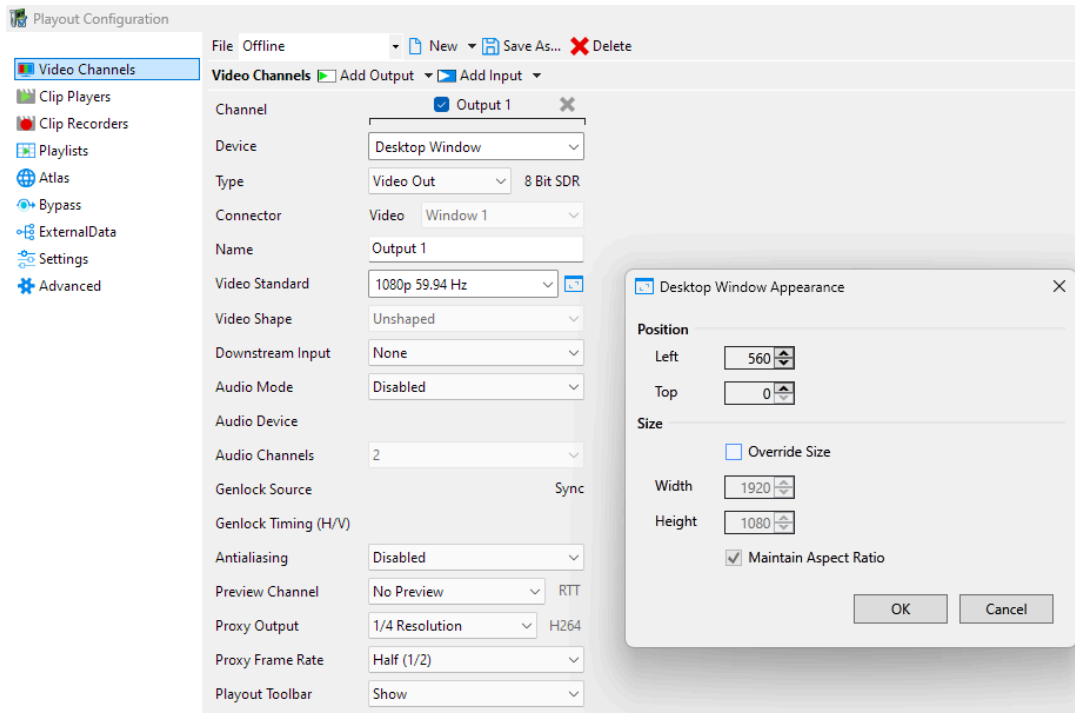 Playout Configuration
File Offline New Save As... Delete
Video Channels Add Output Add Input
Video Channels
Clip Players
Clip Recorders
Playlists
Atlas
Bypass
ExternalData
Settings
Advanced
Channel Output 1
Device Desktop Window
Type Video Out 8 Bit SDR
Connector Video Window 1
Name Output 1
Video Standard 1080p 59.94 Hz
Video Shape Unshaped
Downstream Input None
Audio Mode Disabled
Audio Device
Audio Channels 2
Genlock Source Sync
Genlock Timing (H/V)
Antialiasing Disabled
Preview Channel No Preview RTT
Proxy Output 1/4 Resolution H264
Proxy Frame Rate Half (1/2)
Playout Toolbar Show
Desktop Window Appearance
Position
Left 560
Top 0
Size
Override Size
Width 1920
Height 1080
Maintain Aspect Ratio
OK Cancel